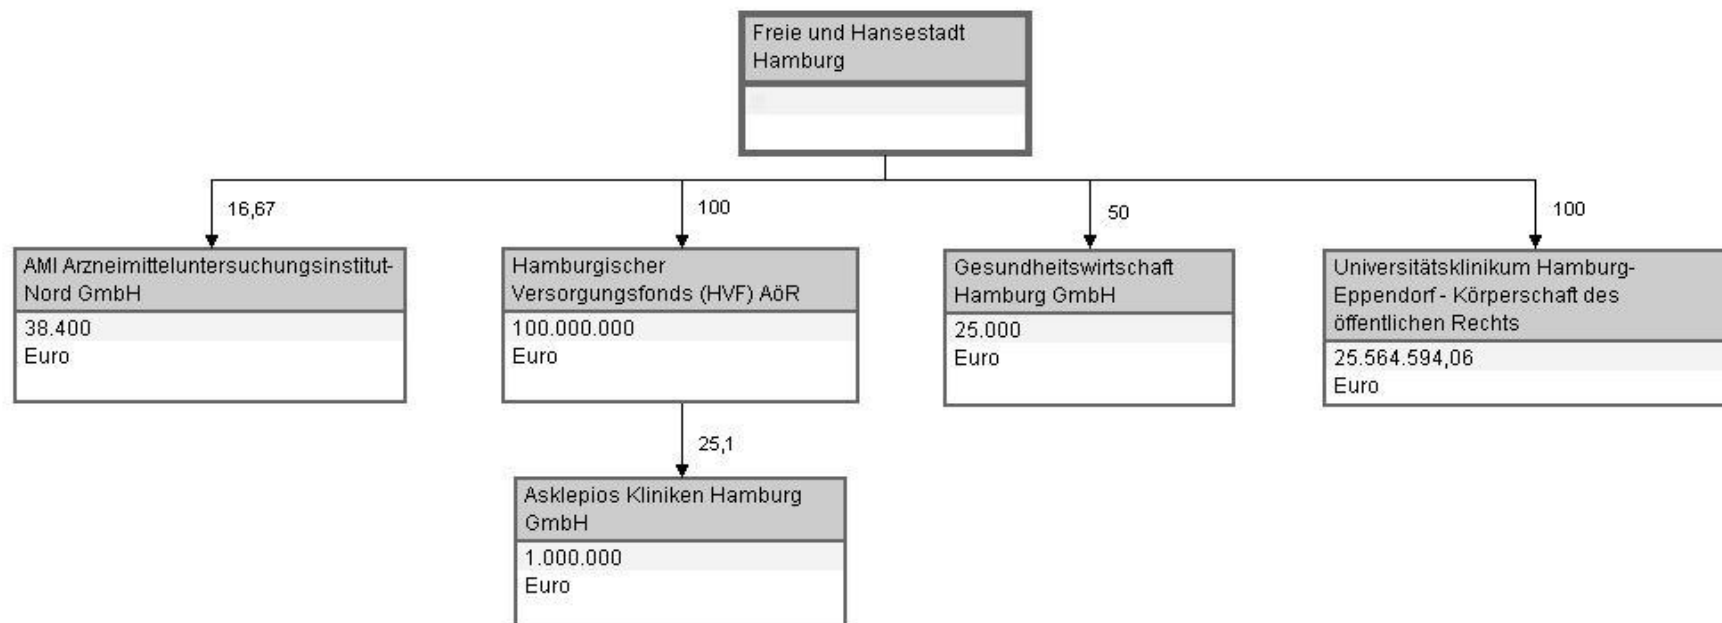 Freie und Hansestadt
Hamburg
16,67
100
50
100
AMI Arzneimitteluntersuchungsinstitut-
Nord GmbH
38.400
Euro
Hamburgischer
Versorgungsfonds (HVF) AöR
100.000.000
Euro
Gesundheitswirtschaft
Hamburg GmbH
25.000
Euro
Universitätsklinikum Hamburg-
Eppendorf - Körperschaft des
öffentlichen Rechts
25.564.594,06
Euro
25,1
Asklepios Kliniken Hamburg
GmbH
1.000.000
Euro